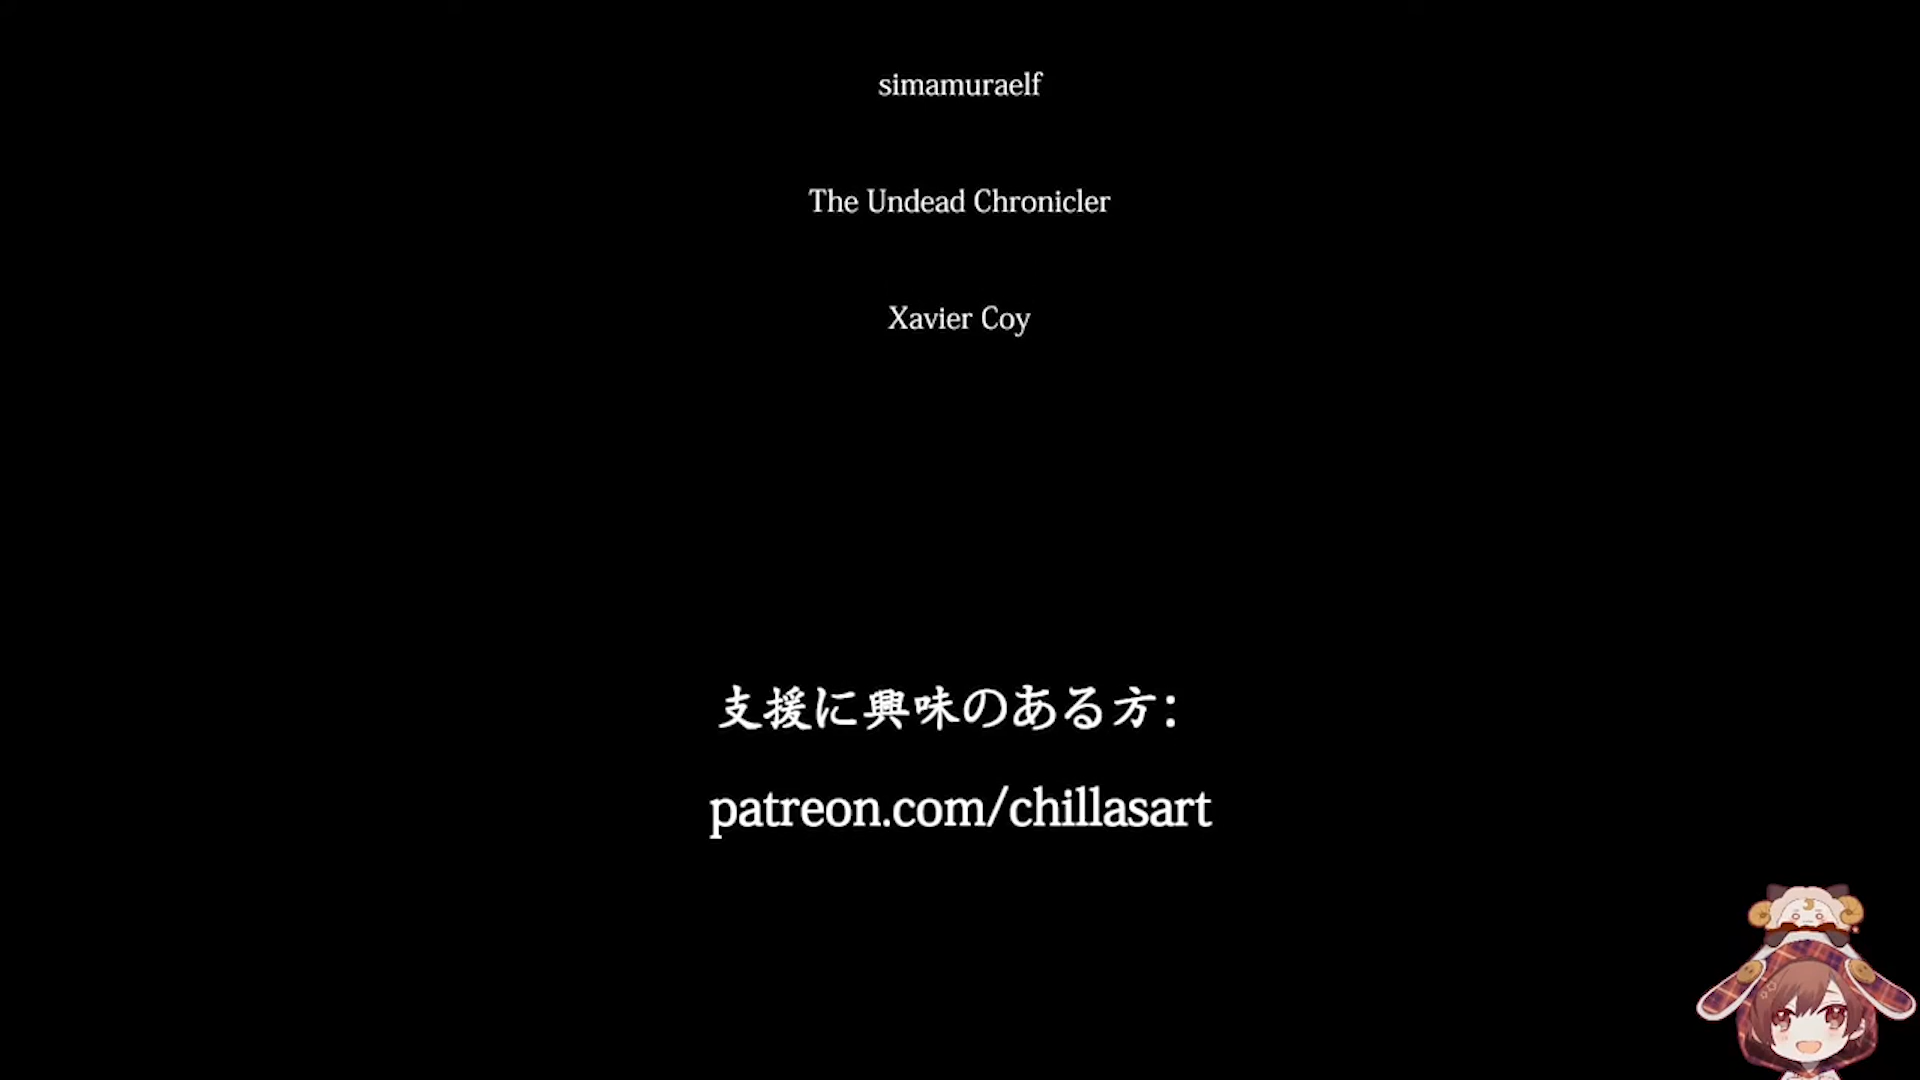 simamuraelf
The Undead Chronicler
Xavier Coy
支援に興味のある方：
patreon.com/chillasart